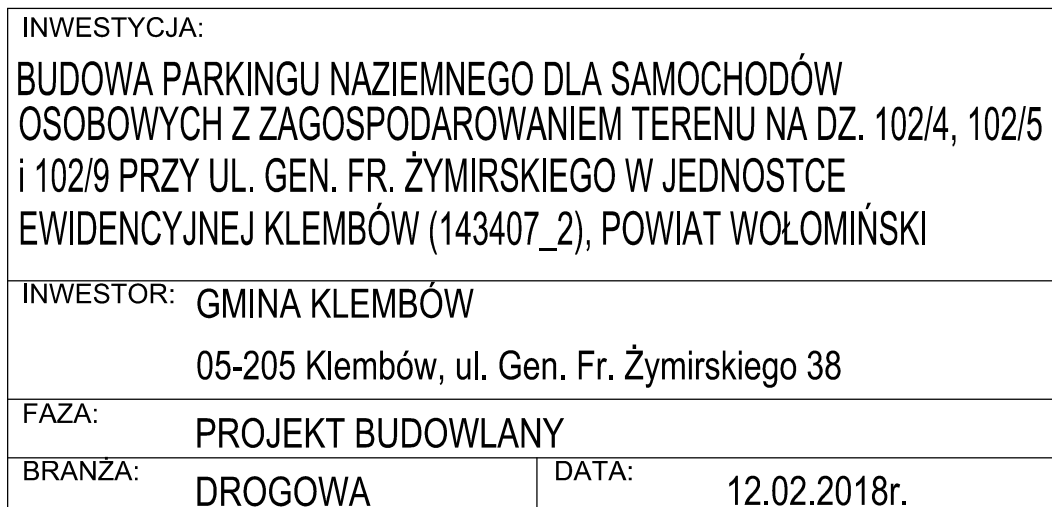 INWESTYCJA:
BUDOWA PARKINGU NAZIEMNEGO DLA SAMOCHODÓW
OSOBOWYCH Z ZAGOSPODAROWANIEM TERENU NA DZ. 102/4, 102/5
i 102/9 PRZY UL. GEN. FR. ŻYMIRSKIEGO W JEDNOSTCE
EWIDENCYJNEJ KLEMBÓW (143407_2), POWIAT WOŁOMIŃSKI
INWESTOR: GMINA KLEMBÓW
05-205 Klembów, ul. Gen. Fr. Żymirskiego 38
FAZA: PROJEKT BUDOWLANY
BRANŻA: DROGOWA DATA: 12.02.2018r.